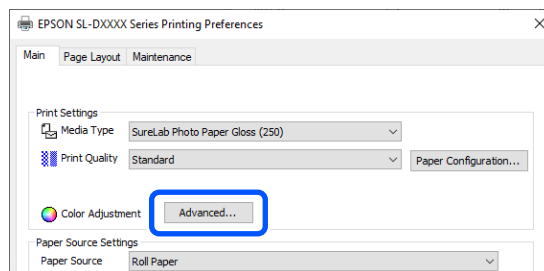 EPSON SL-DXXXX Series Printing Preferences
Main Page Layout Maintenance
Print Settings
Media Type SureLab Photo Paper Gloss (250)
Print Quality Standard Paper Configuration...
Color Adjustment Advanced...
Paper Source Settings
Paper Source Roll Paper